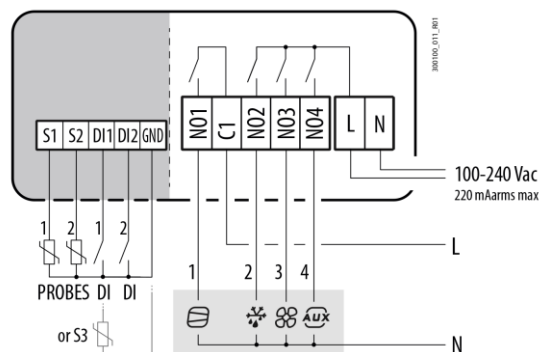 300100_011_R01
S1 S2 DI1 DI2 GND
NO1 C1 NO2 NO3 NO4
L N
100-240 Vac
220 mAarms max
1 2 1 2
PROBES DI DI
or S3
L
1 2 3 4
AUX
N